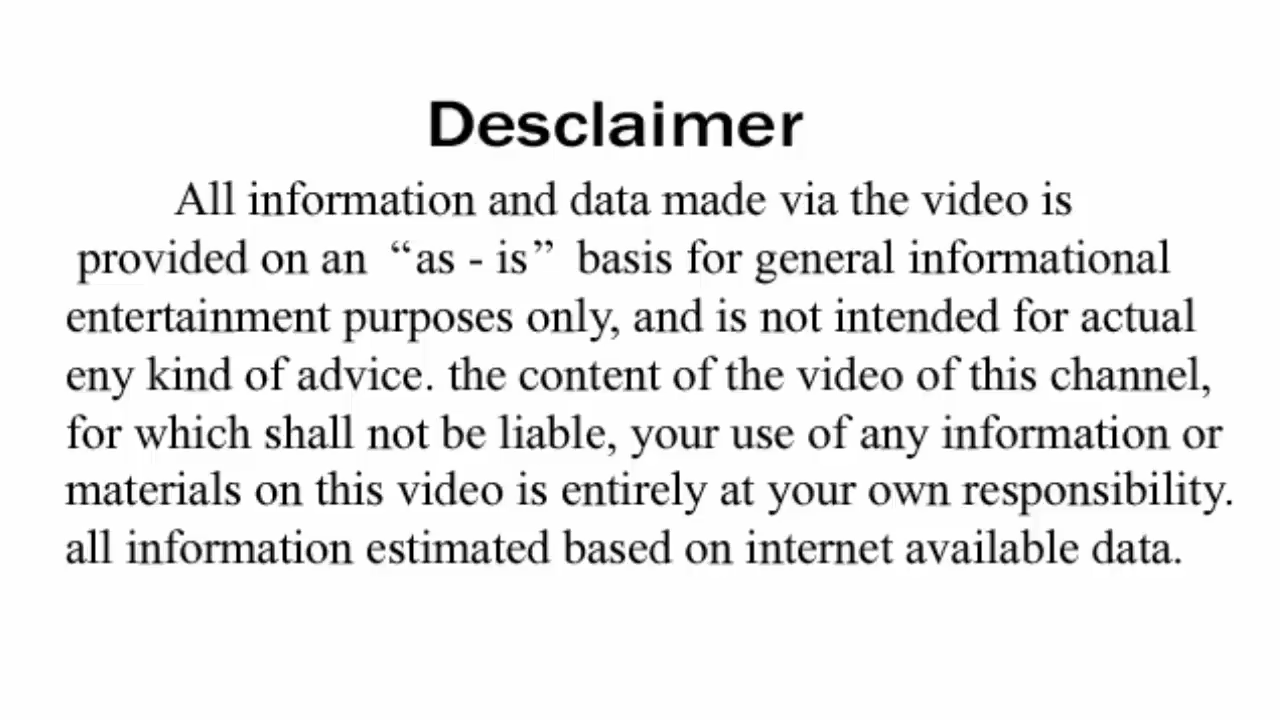 Desclaimer
All information and data made via the video is
provided on an “as - is” basis for general informational
entertainment purposes only, and is not intended for actual
eny kind of advice. the content of the video of this channel,
for which shall not be liable, your use of any information or
materials on this video is entirely at your own responsibility.
all information estimated based on internet available data.